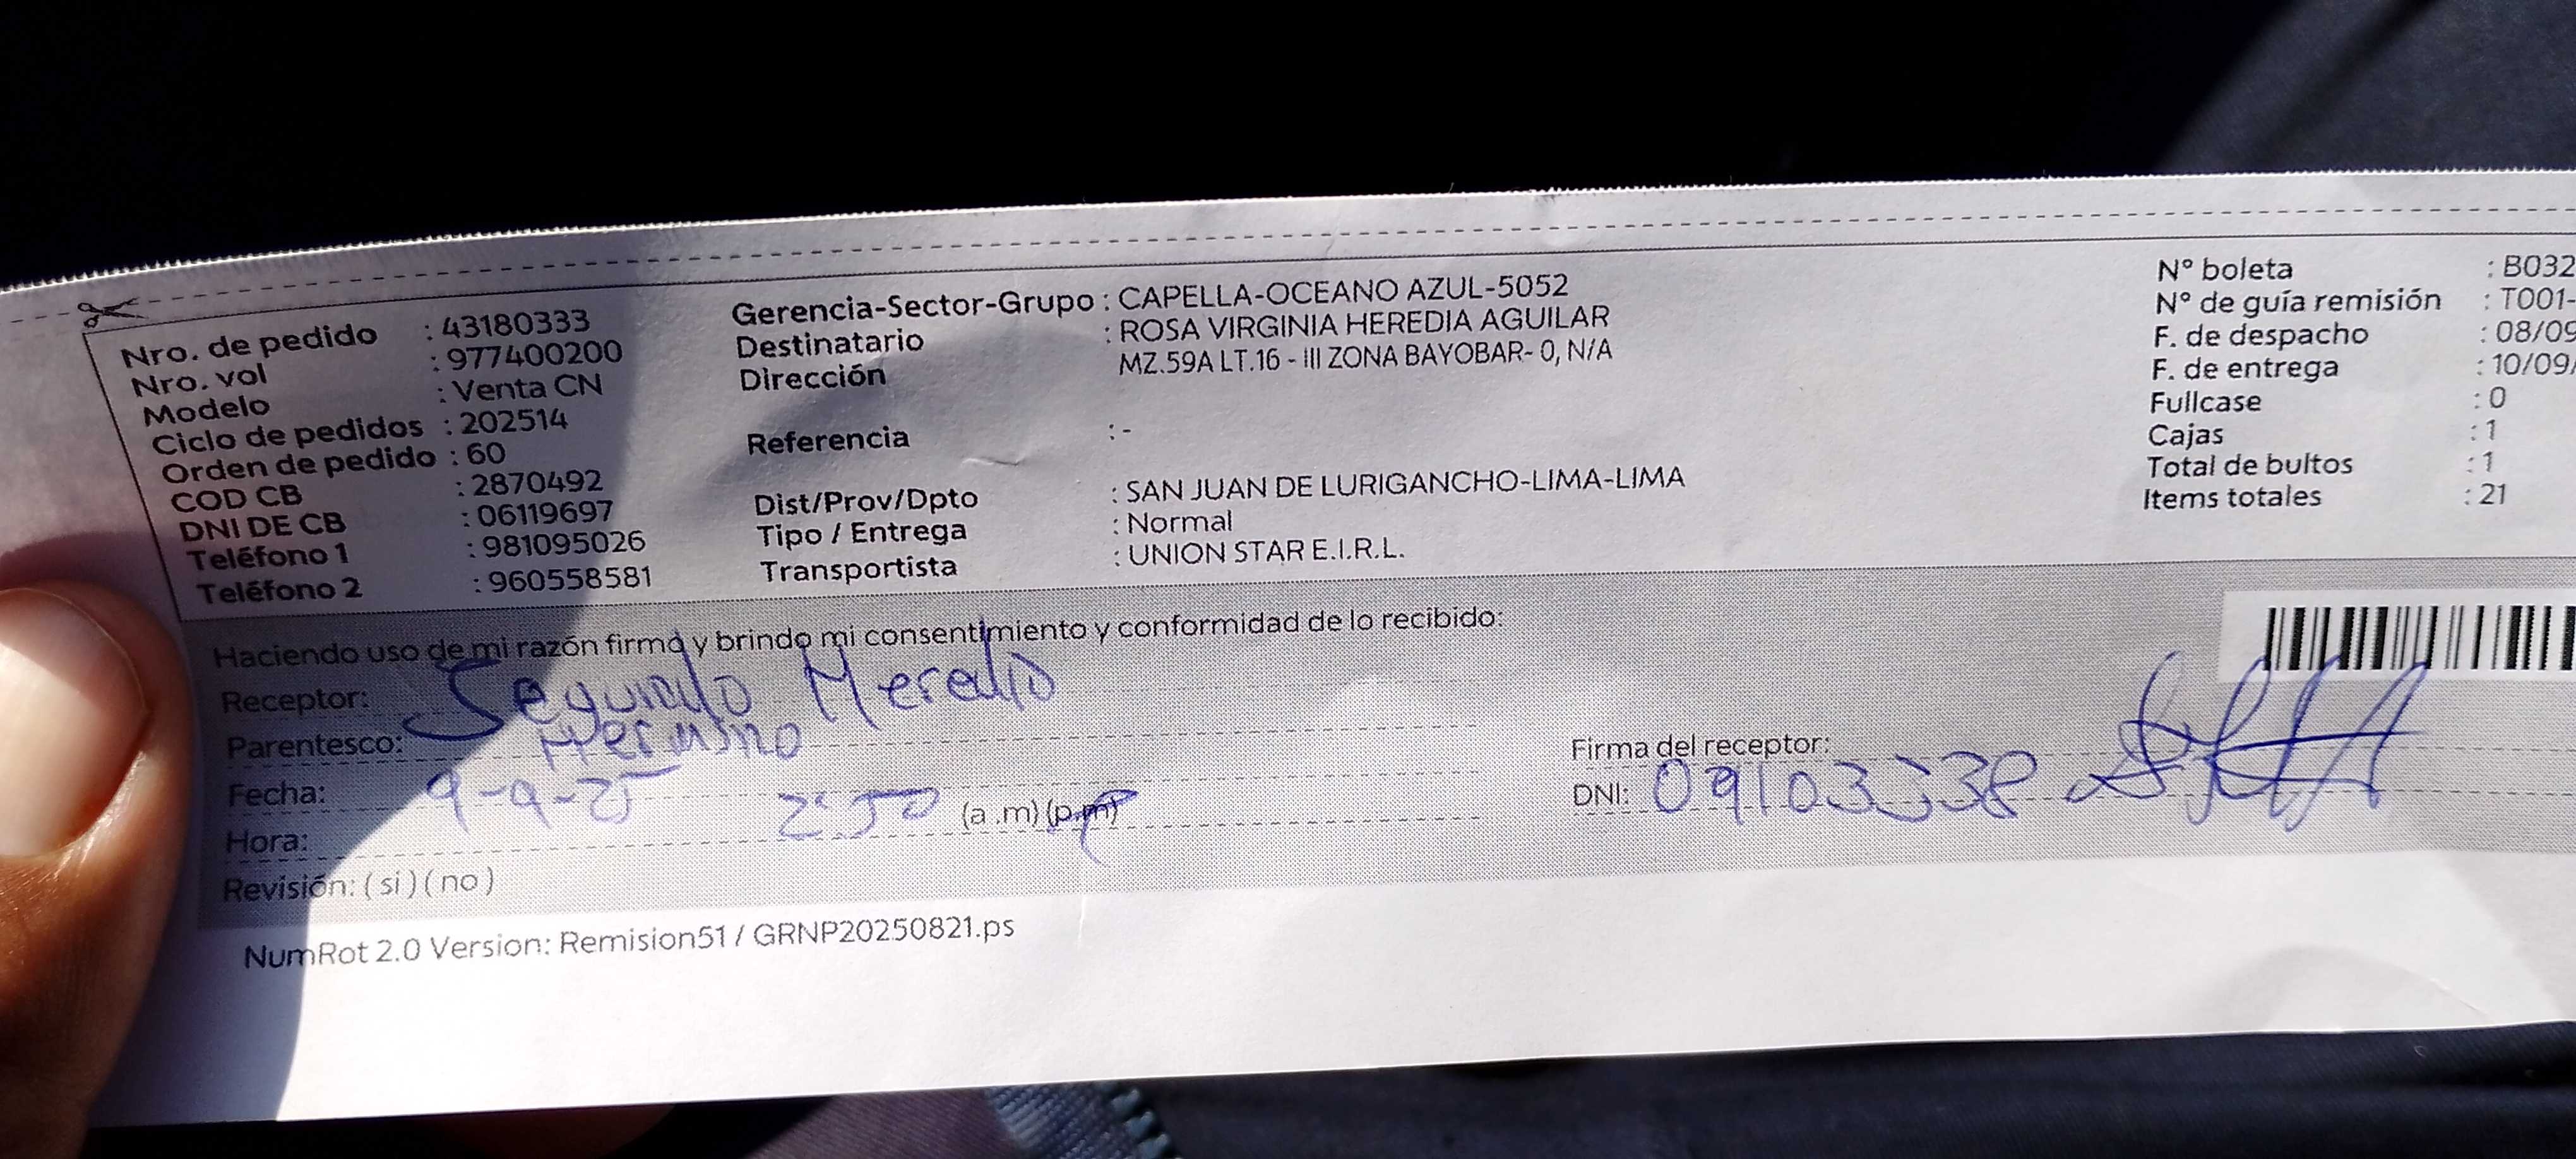 Nro. de pedido : 43180333
Nro. vol : 977400200
Modelo : Venta CN
Ciclo de pedidos : 202514
Orden de pedido : 60
COD CB : 2870492
DNI DE CB : 06119697
Teléfono 1 : 981095026
Teléfono 2 : 960558581
Gerencia-Sector-Grupo : CAPELLA-OCEANO AZUL-5052
Destinatario : ROSA VIRGINIA HEREDIA AGUILAR
Dirección MZ.59A LT.16 - III ZONA BAYOBAR- 0, N/A
Referencia : -
Dist/Prov/Dpto : SAN JUAN DE LURIGANCHO-LIMA-LIMA
Tipo / Entrega : Normal
Transportista : UNION STAR E.I.R.L.
N° boleta : B032
N° de guía remisión : T001-
F. de despacho : 08/09
F. de entrega : 10/09/
Fullcase : 0
Cajas : 1
Total de bultos : 1
Items totales : 21
Haciendo uso de mi razón firmo y brindo mi consentimiento y conformidad de lo recibido:
Receptor: Segundo Heredia
Parentesco: Hermano
Fecha: 9-9-25
Hora: 2:50 (a .m) (p.m)
Revisión: ( si ) ( no )
Firma del receptor:
DNI: 09103338
NumRot 2.0 Version: Remision51 / GRNP20250821.ps